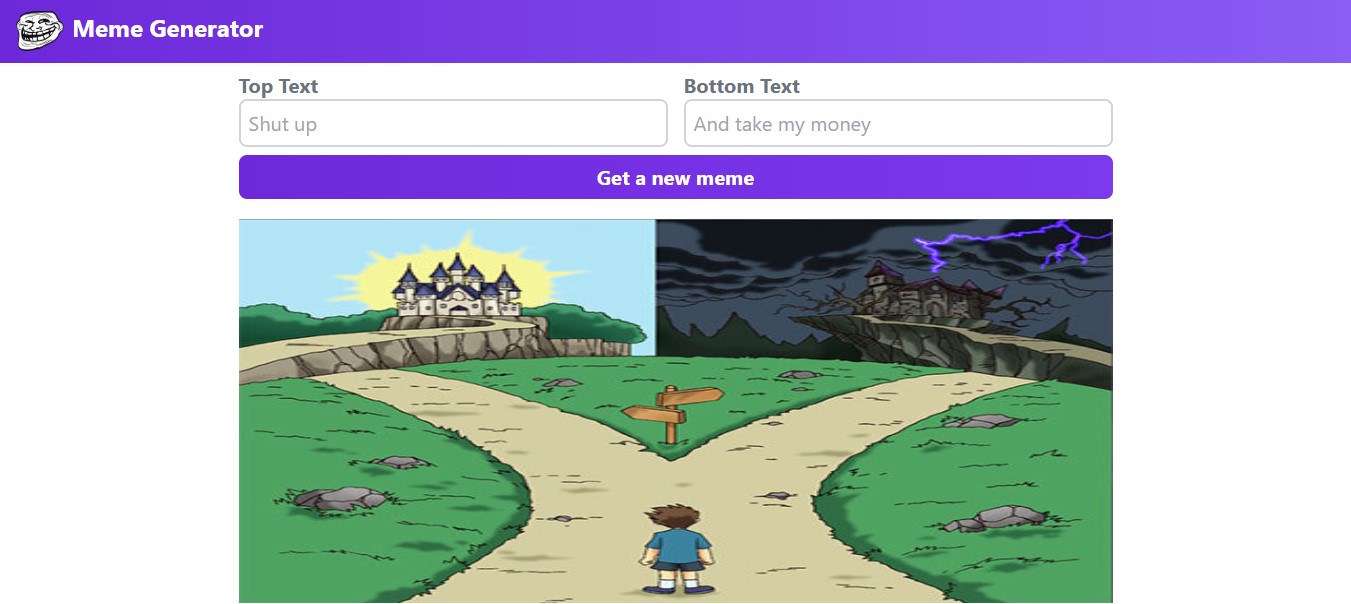 Meme Generator
Top Text
Bottom Text
Shut up
And take my money
Get a new meme